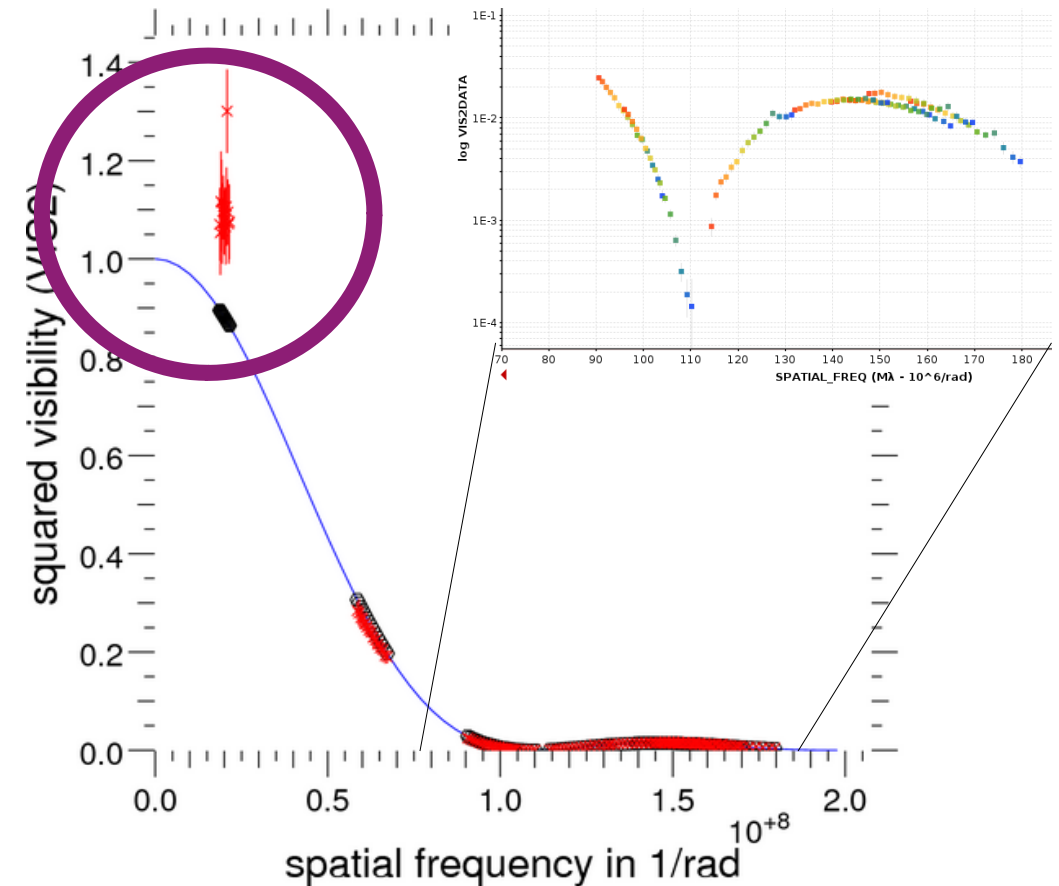 squared visibility (VIS2)
1.4
1.2
1.0
0.8
0.6
0.4
0.2
0.0
0.0 0.5 1.0 1.5 2.0
10+8
spatial frequency in 1/rad
log VIS2DATA
1E-1
1E-2
1E-3
1E-4
70 80 90 100 110 120 130 140 150 160 170 180
SPATIAL_FREQ (Mλ - 10^6/rad)